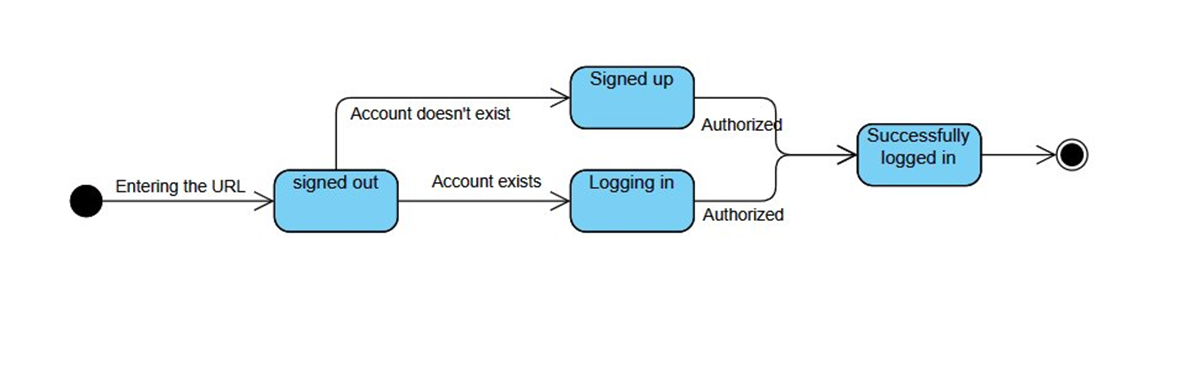 Signed up
Account doesn't exist
Authorized
Successfully
logged in
Entering the URL
signed out
Account exists
Logging in
Authorized